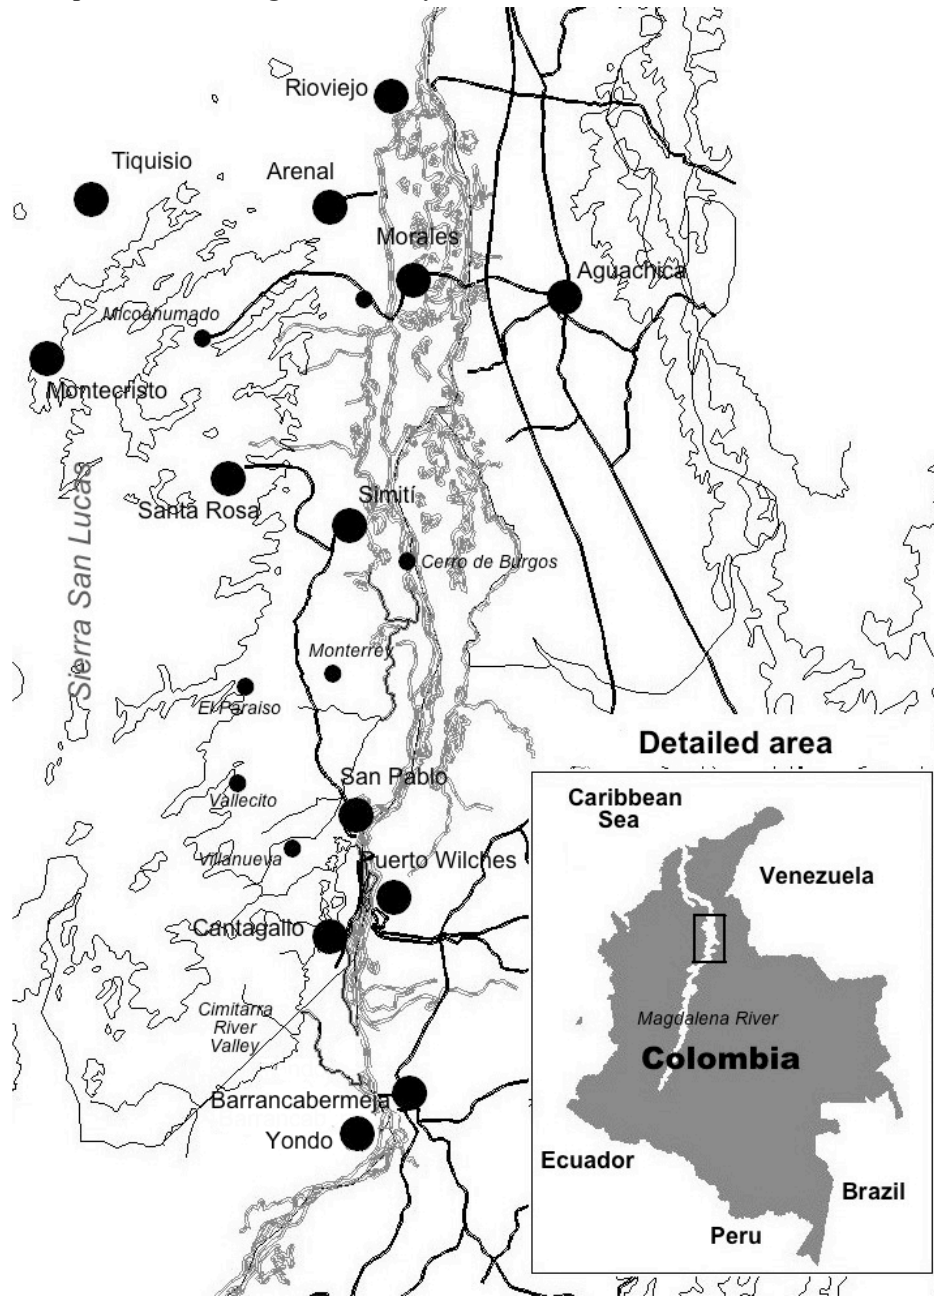 Rioviejo
Tiquisio
Arenal
Morales
Aguachica
Micoahumado
Montecristo
Sierra San Lucas
Simití
Santa Rosa
Cerro de Burgos
Monterrey
El Paraiso
San Pablo
Vallecito
Villanueva
Puerto Wilches
Cantagallo
Cimitarra
River
Valley
Barrancabermeja
Yondo
Detailed area
Caribbean
Sea
Venezuela
Magdalena River
Colombia
Ecuador
Brazil
Peru